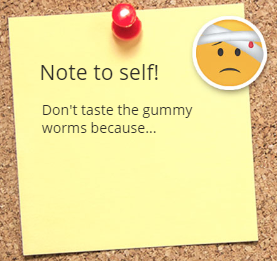 Note to self!
Don't taste the gummy
worms because...